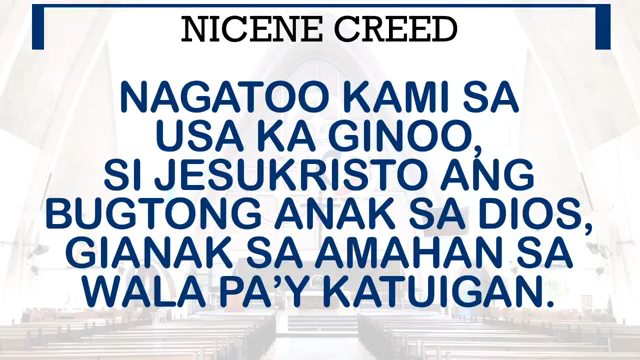 NICENE CREED
NAGATOO KAMI SA
USA KA GINOO,
SI JESUKRISTO ANG
BUGTONG ANAK SA DIOS,
GIANAK SA AMAHAN SA
WALA PA'Y KATUIGAN.